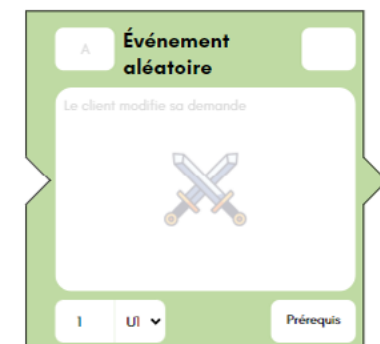 A
Événement
aléatoire
Le client modifie sa demande
1 U1
Prérequis